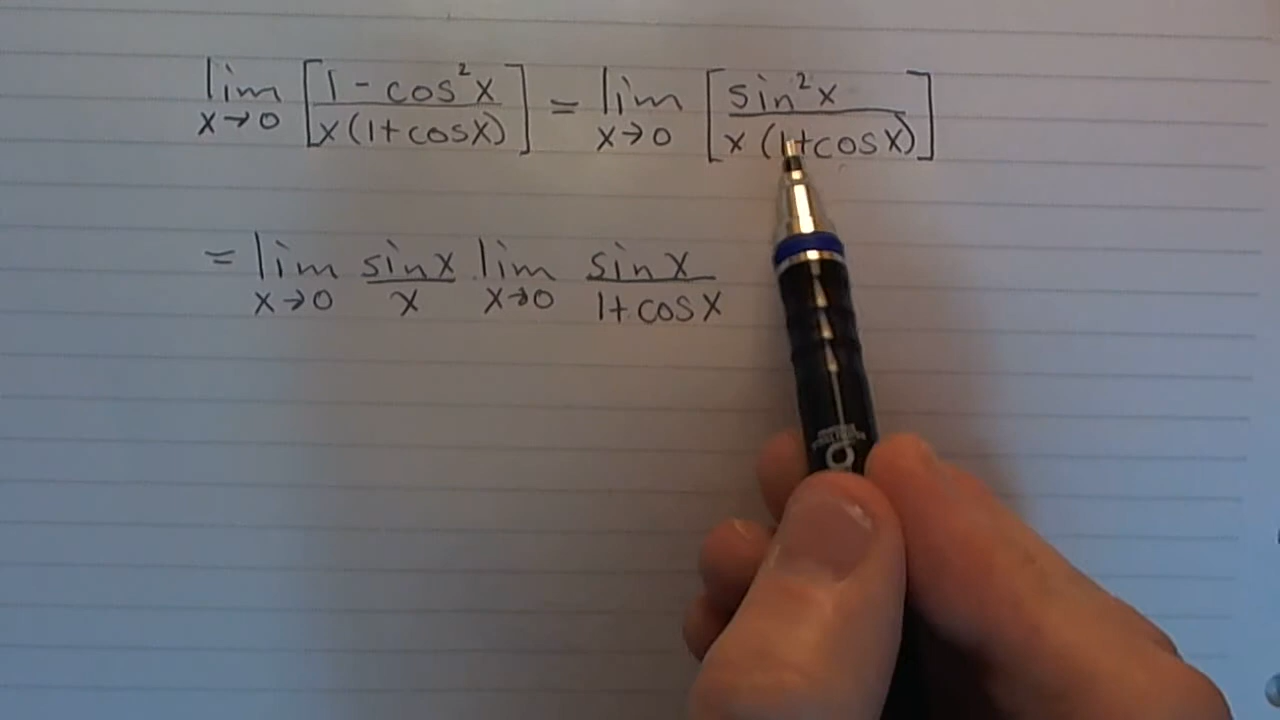 lim x→0 [1 - cos²x / x(1+cosx)] = lim x→0 [sin²x / x(1+cosx)]
= lim x→0 sinx / x · lim x→0 sinx / 1+cosx